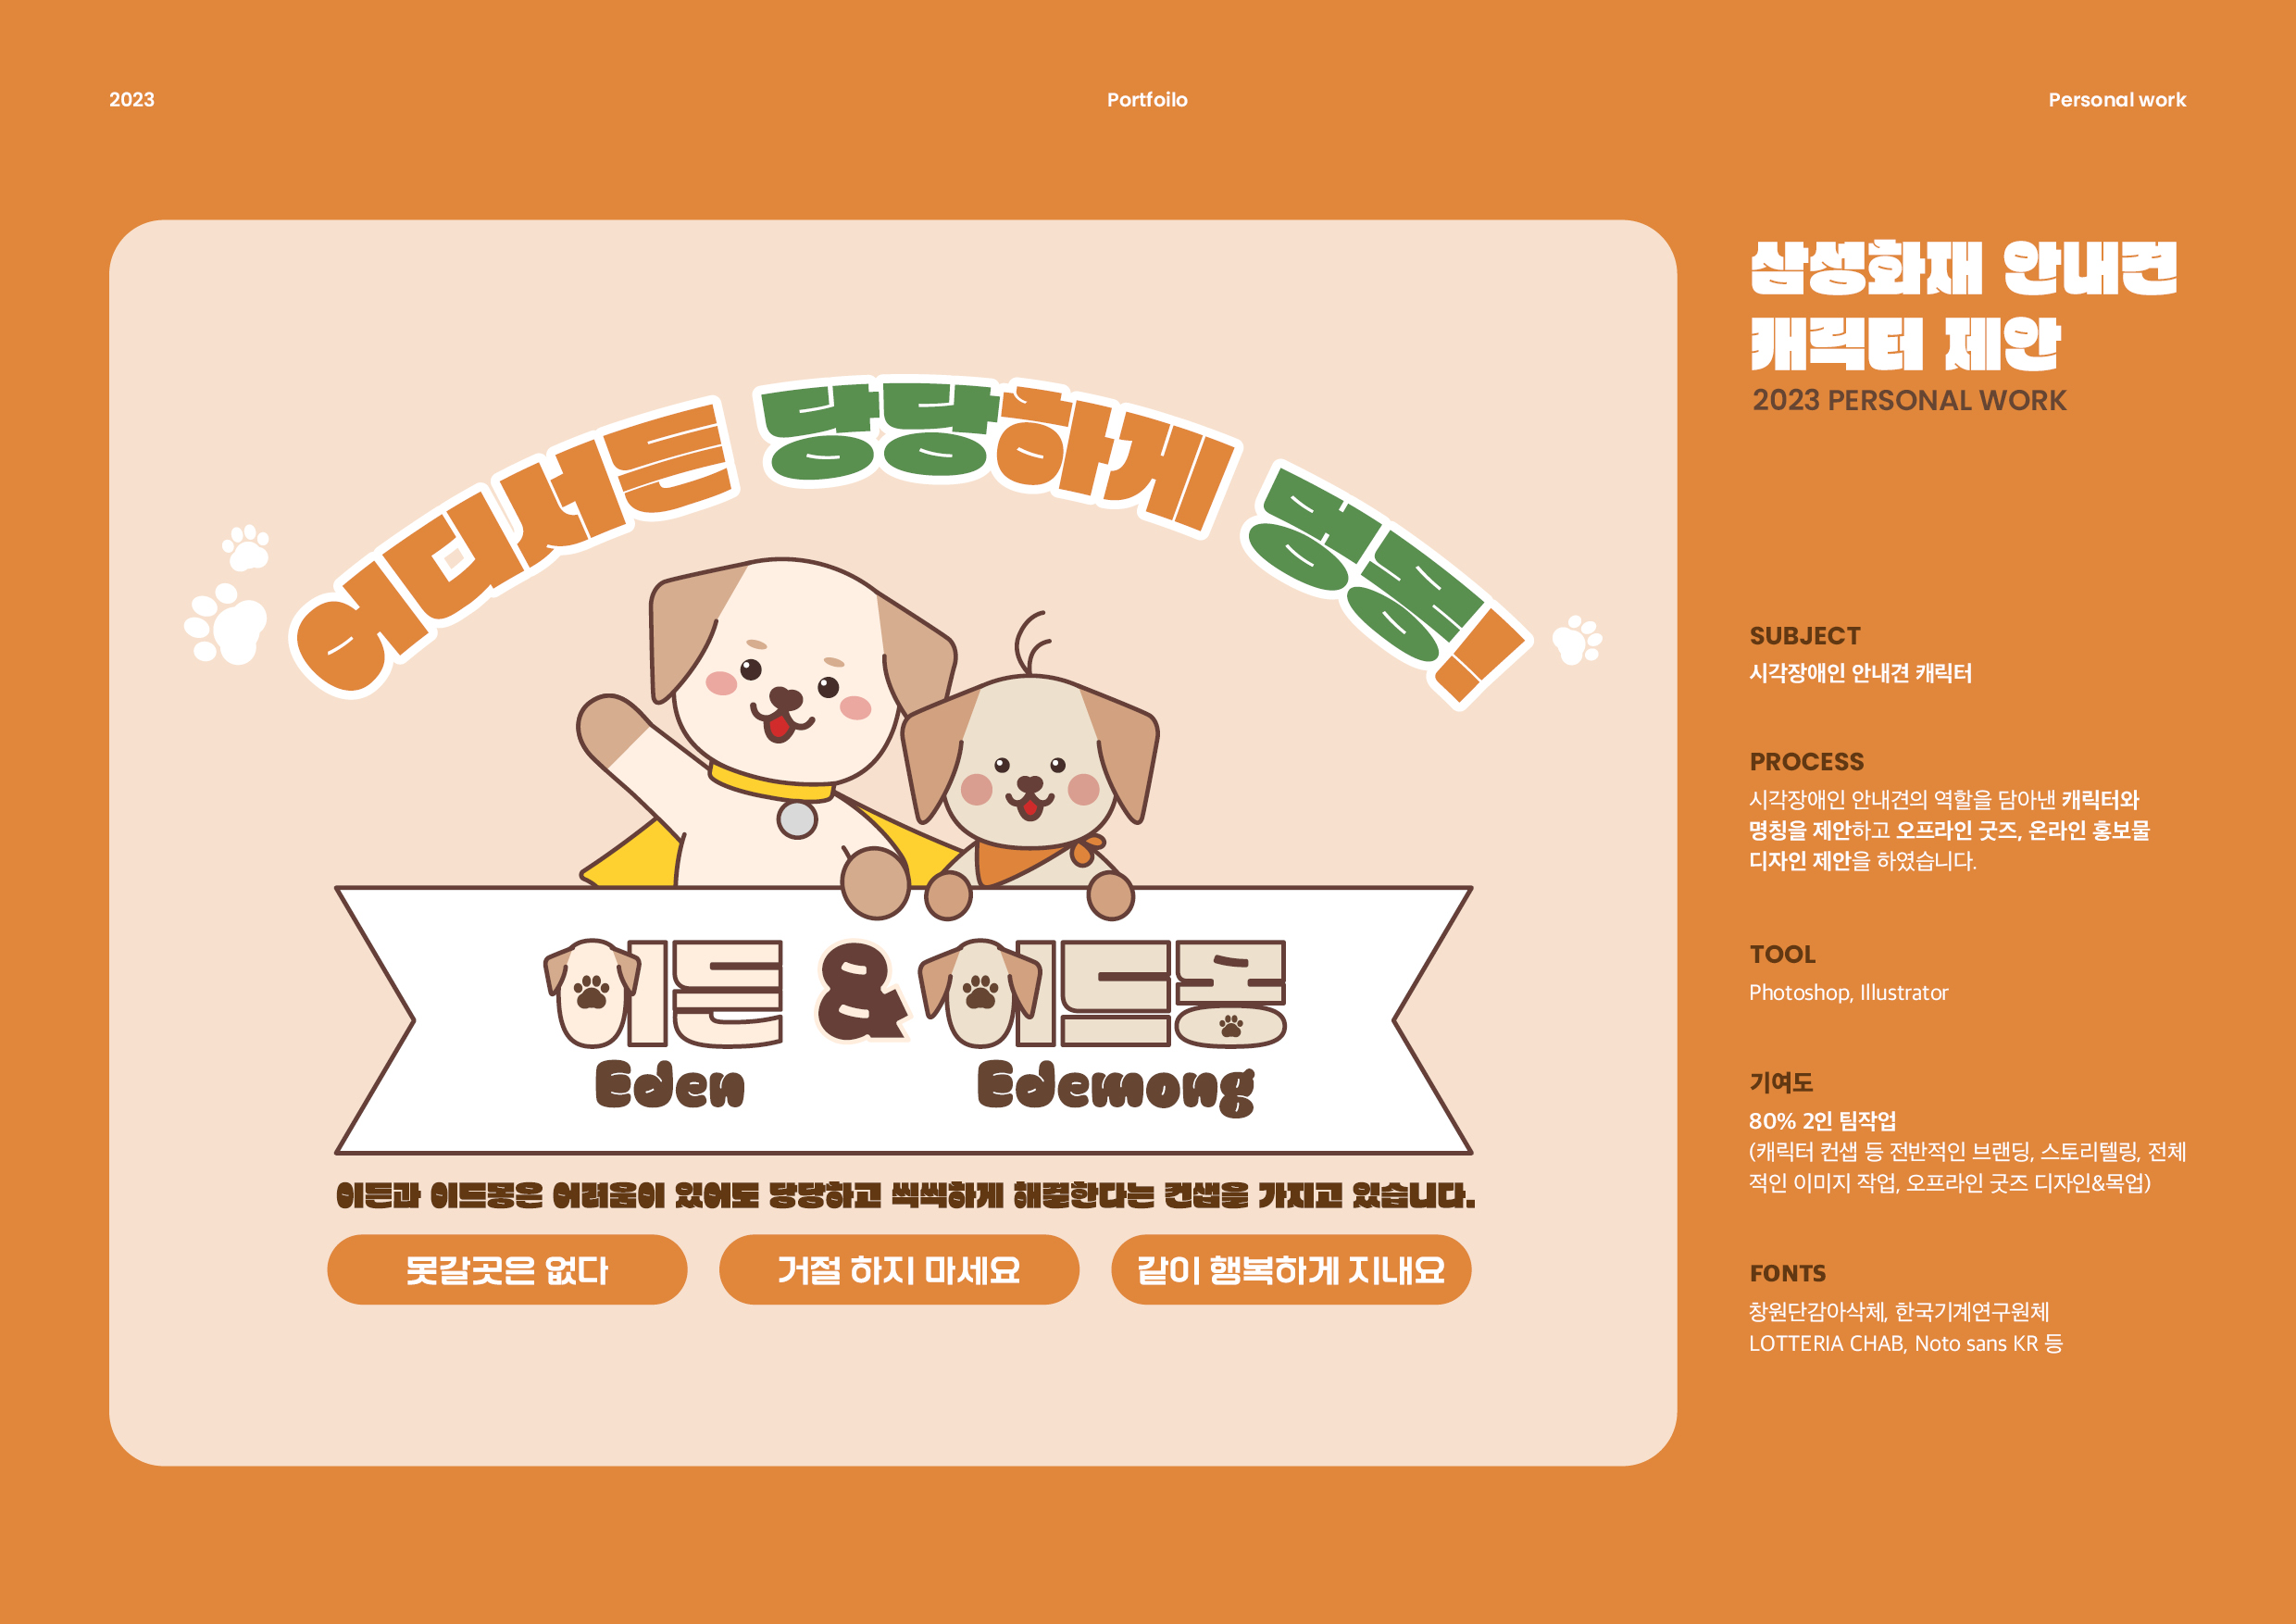 2023
Portfoilo
Personal work
어디서든 당당하게 멍몽!
이든 & 이드몽
Eden
Edemong
이든과 이드몽은 어려움이 있어도 당당하고 씩씩하게 해결한다는 컨샙을 가지고 있습니다.
못갈곳은 없다
거절 하지 마세요
같이 행복하게 지내요
삼성화재 안내견
캐릭터 제안
2023 PERSONAL WORK
SUBJECT
시각장애인 안내견 캐릭터
PROCESS
시각장애인 안내견의 역할을 담아낸 캐릭터와
명칭을 제안하고 오프라인 굿즈, 온라인 홍보물
디자인 제안을 하였습니다.
TOOL
Photoshop, Illustrator
기여도
80% 2인 팀작업
(캐릭터 컨샙 등 전반적인 브랜딩, 스토리텔링, 전체
적인 이미지 작업, 오프라인 굿즈 디자인&목업)
FONTS
창원단감아삭체, 한국기계연구원체
LOTTERIA CHAB, Noto sans KR 등